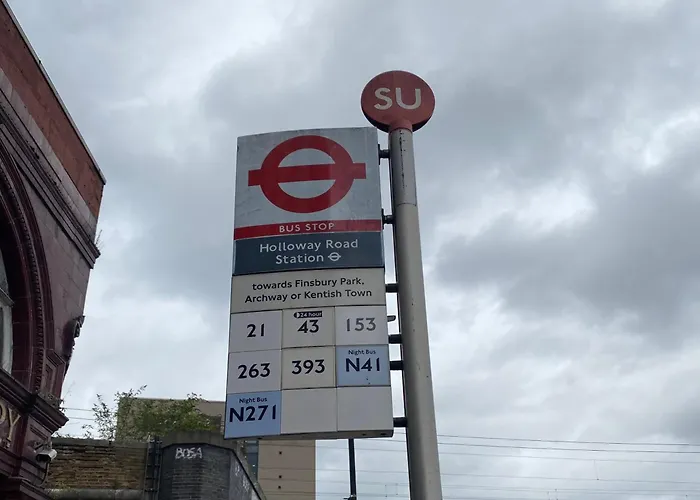 SU
BUS STOP
Holloway Road
Station
towards Finsbury Park,
Archway or Kentish Town
21
24 hour
43
153
263
393
Night Bus
N41
Night Bus
N271
BOSA